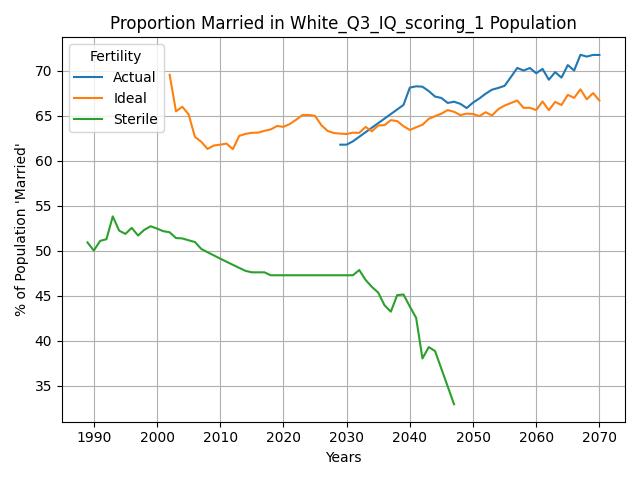 Proportion Married in White_Q3_IQ_scoring_1 Population
Fertility
Actual
Ideal
Sterile
% of Population 'Married'
70
65
60
55
50
45
40
35
1990 2000 2010 2020 2030 2040 2050 2060 2070
Years